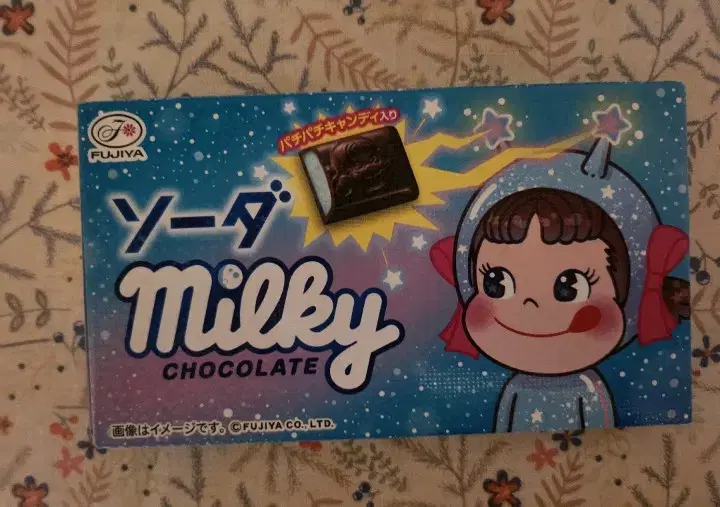 FUJIYA
パチパチキャンディ入り
ソーダ
milky
CHOCOLATE
画像はイメージです。©FUJIYA CO., LTD.